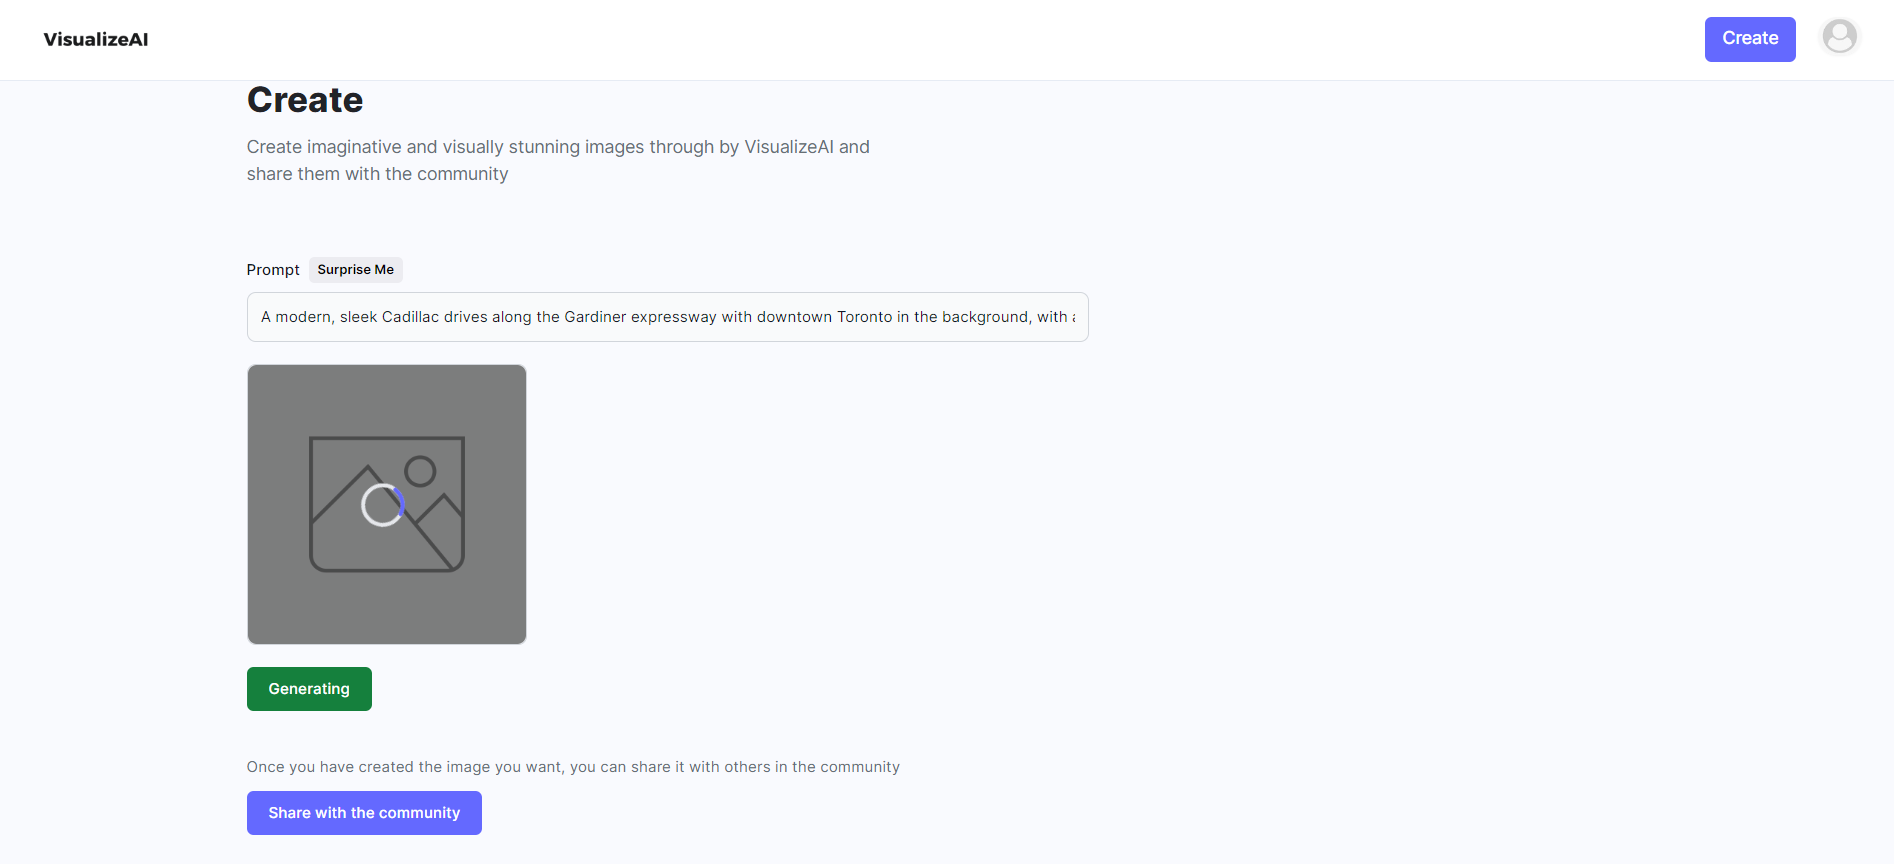 VisualizeAI
Create
Create
Create imaginative and visually stunning images through by VisualizeAI and
share them with the community
Prompt
Surprise Me
A modern, sleek Cadillac drives along the Gardiner expressway with downtown Toronto in the background, with
Generating
Once you have created the image you want, you can share it with others in the community
Share with the community